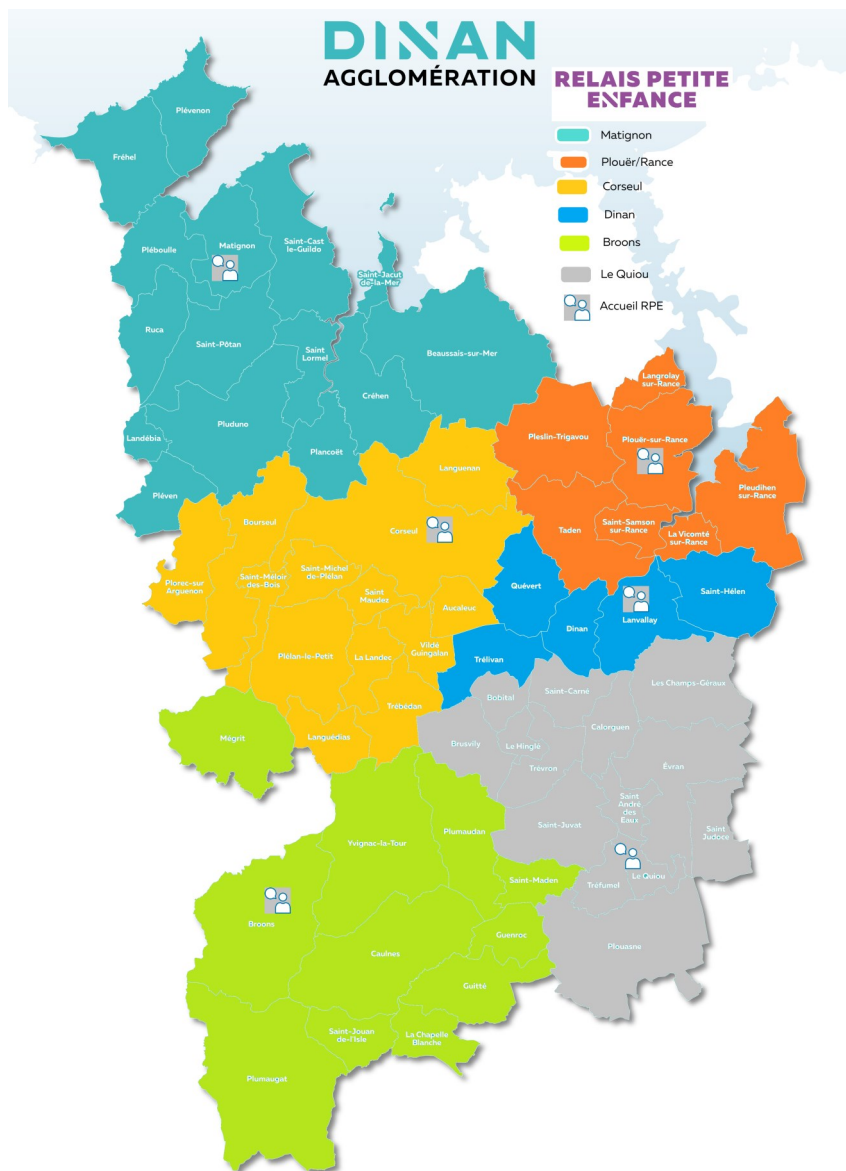 DINAN
AGGLOMÉRATION
RELAIS PETITE
ENFANCE
Matignon
Plouër/Rance
Corseul
Dinan
Broons
Le Quiou
Accueil RPE
Plévenon
Fréhel
Pléboulle
Matignon
Saint-Cast
le-Guildo
Saint-Jacut
de-la-Mer
Ruca
Saint-Pôtan
Saint
Lormel
Beaussais-sur-Mer
Créhen
Landébia
Pluduno
Plancoët
Pléven
Langrolay
sur-Rance
Pleslin-Trigavou
Plouër-sur-Rance
Pleudihen
sur-Rance
Taden
Saint-Samson
sur-Rance
La Vicomté
sur-Rance
Languenan
Bourseul
Corseul
Plorec-sur
Arguenon
Saint-Méloir
des-Bois
Saint-Michel
de-Plélan
Saint
Maudez
Aucaleuc
Plélan-le-Petit
La Landec
Vildé
Guingalan
Trébédan
Languédias
Quévert
Dinan
Lanvallay
Saint-Hélen
Trélivan
Bobital
Saint-Carné
Les Champs-Géraux
Brusvily
Le Hinglé
Calorguen
Trévron
Évran
Saint
André
des
Eaux
Saint-Juvat
Saint
Judoce
Tréfumel
Le Quiou
Plouasne
Mégrit
Yvignac-la-Tour
Plumaudan
Saint-Maden
Broons
Guenroc
Caulnes
Guitté
Saint-Jouan
de-l'Isle
La Chapelle
Blanche
Plumaugat